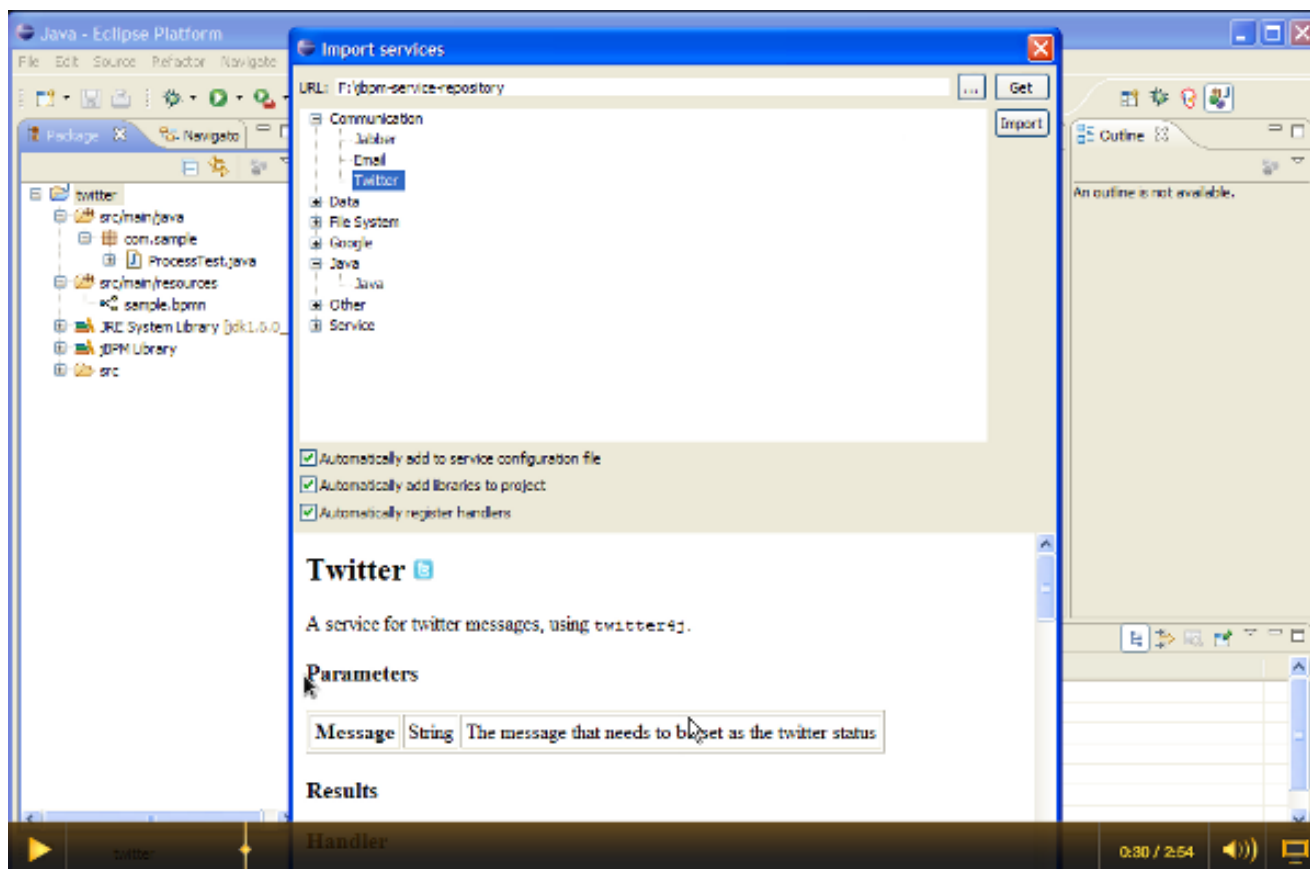 Java - Eclipse Platform
File Edit Source Refactor Navigate
Package
Navigato
twitter
src/main/java
com.sample
ProcessTest.java
src/main/resources
sample.bpmn
JRE System Library [jdk1.6.0_
jBPM Library
src
Import services
URL: F:\jbpm-service-repository
... Get
Import
Communication
Jabber
Email
Twitter
Data
File System
Google
Java
Java
Other
Service
Automatically add to service configuration file
Automatically add libraries to project
Automatically register handlers
Twitter
A service for twitter messages, using twitter4j.
Parameters
Message String The message that needs to be set as the twitter status
Results
Handler
Outline
An outline is not available.
twitter
0:30 / 2:54